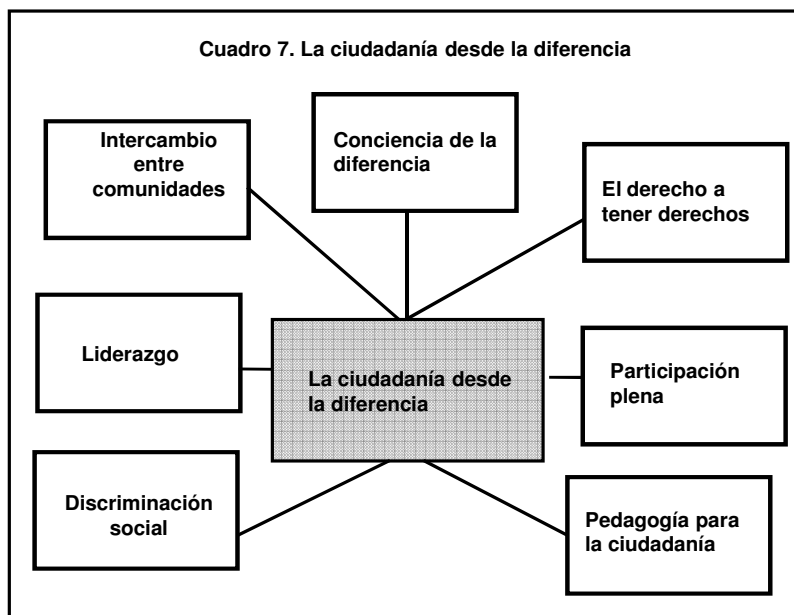 Cuadro 7. La ciudadanía desde la diferencia
Intercambio
entre
comunidades
Conciencia de la
diferencia
El derecho a
tener derechos
Liderazgo
La ciudadanía desde
la diferencia
Participación
plena
Discriminación
social
Pedagogía para
la ciudadanía